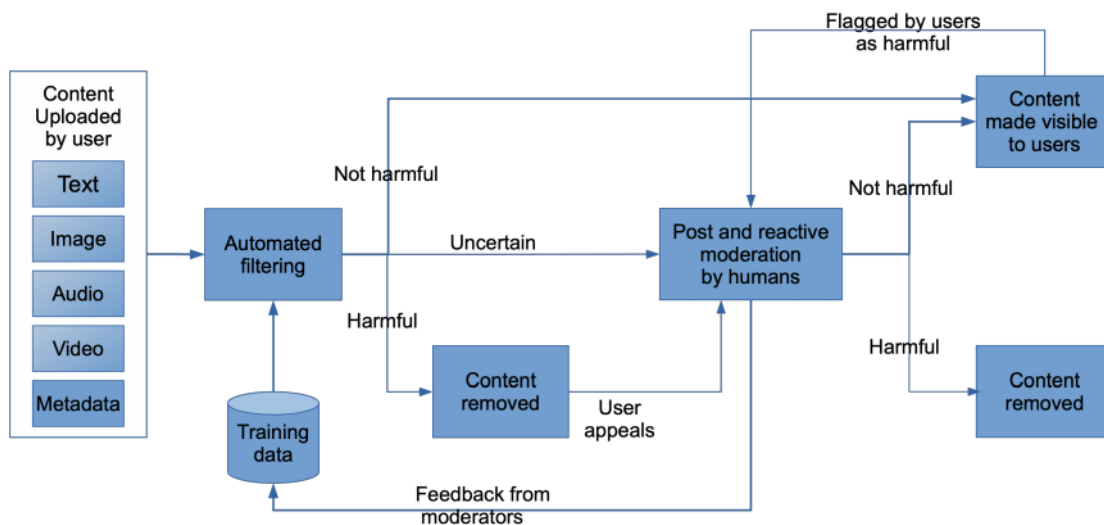 Flagged by users
as harmful
Content
Uploaded
by user
Text
Image
Audio
Video
Metadata
Automated
filtering
Not harmful
Uncertain
Harmful
Content
removed
User
appeals
Training
data
Feedback from
moderators
Post and reactive
moderation
by humans
Not harmful
Content
made visible
to users
Harmful
Content
removed